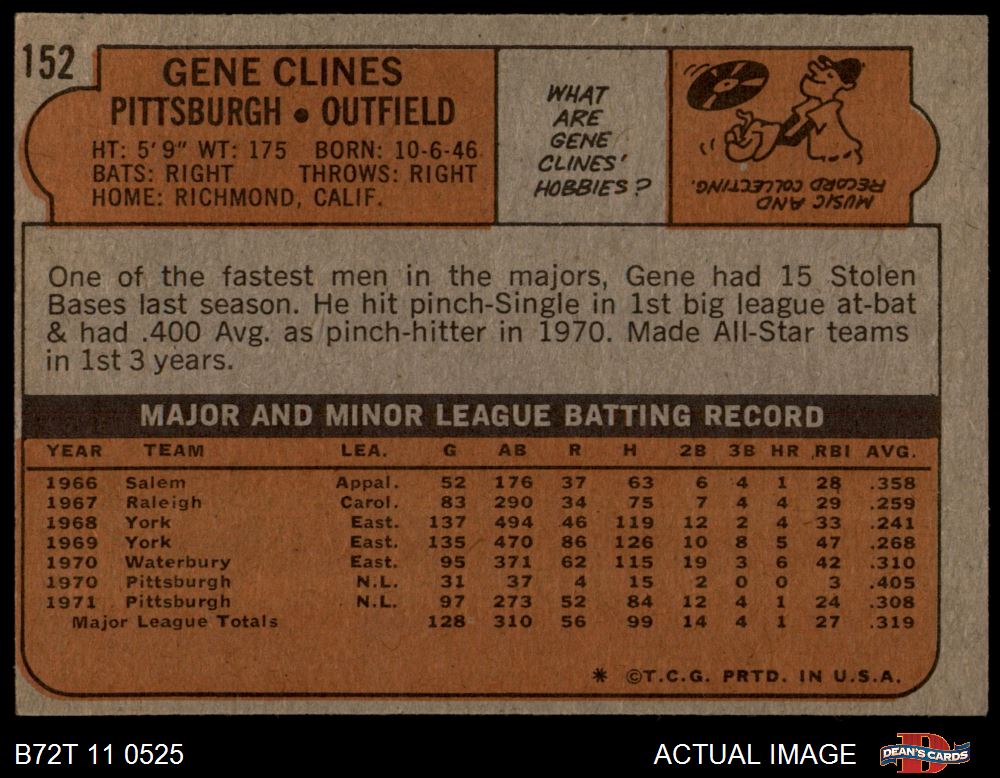 152
GENE CLINES
PITTSBURGH • OUTFIELD
HT: 5'9" WT: 175 BORN: 10-6-46
BATS: RIGHT THROWS: RIGHT
HOME: RICHMOND, CALIF.
WHAT
ARE
GENE
CLINES'
HOBBIES?
MUSIC AND
RECORD COLLECTING.
One of the fastest men in the majors, Gene had 15 Stolen
Bases last season. He hit pinch-Single in 1st big league at-bat
& had .400 Avg. as pinch-hitter in 1970. Made All-Star teams
in 1st 3 years.
MAJOR AND MINOR LEAGUE BATTING RECORD
YEAR TEAM LEA. G AB R H 2B 3B HR RBI AVG.
1966 Salem Appal. 52 176 37 63 6 4 1 28 .358
1967 Raleigh Carol. 83 290 34 75 7 4 4 29 .259
1968 York East. 137 494 46 119 12 2 4 33 .241
1969 York East. 135 470 86 126 10 8 5 47 .268
1970 Waterbury East. 95 371 62 115 19 3 6 42 .310
1970 Pittsburgh N.L. 31 37 4 15 2 0 0 3 .405
1971 Pittsburgh N.L. 97 273 52 84 12 4 1 24 .308
Major League Totals 128 310 56 99 14 4 1 27 .319
* ©T.C.G. PRTD. IN U.S.A.
B72T 11 0525
ACTUAL IMAGE
DEAN'S CARDS